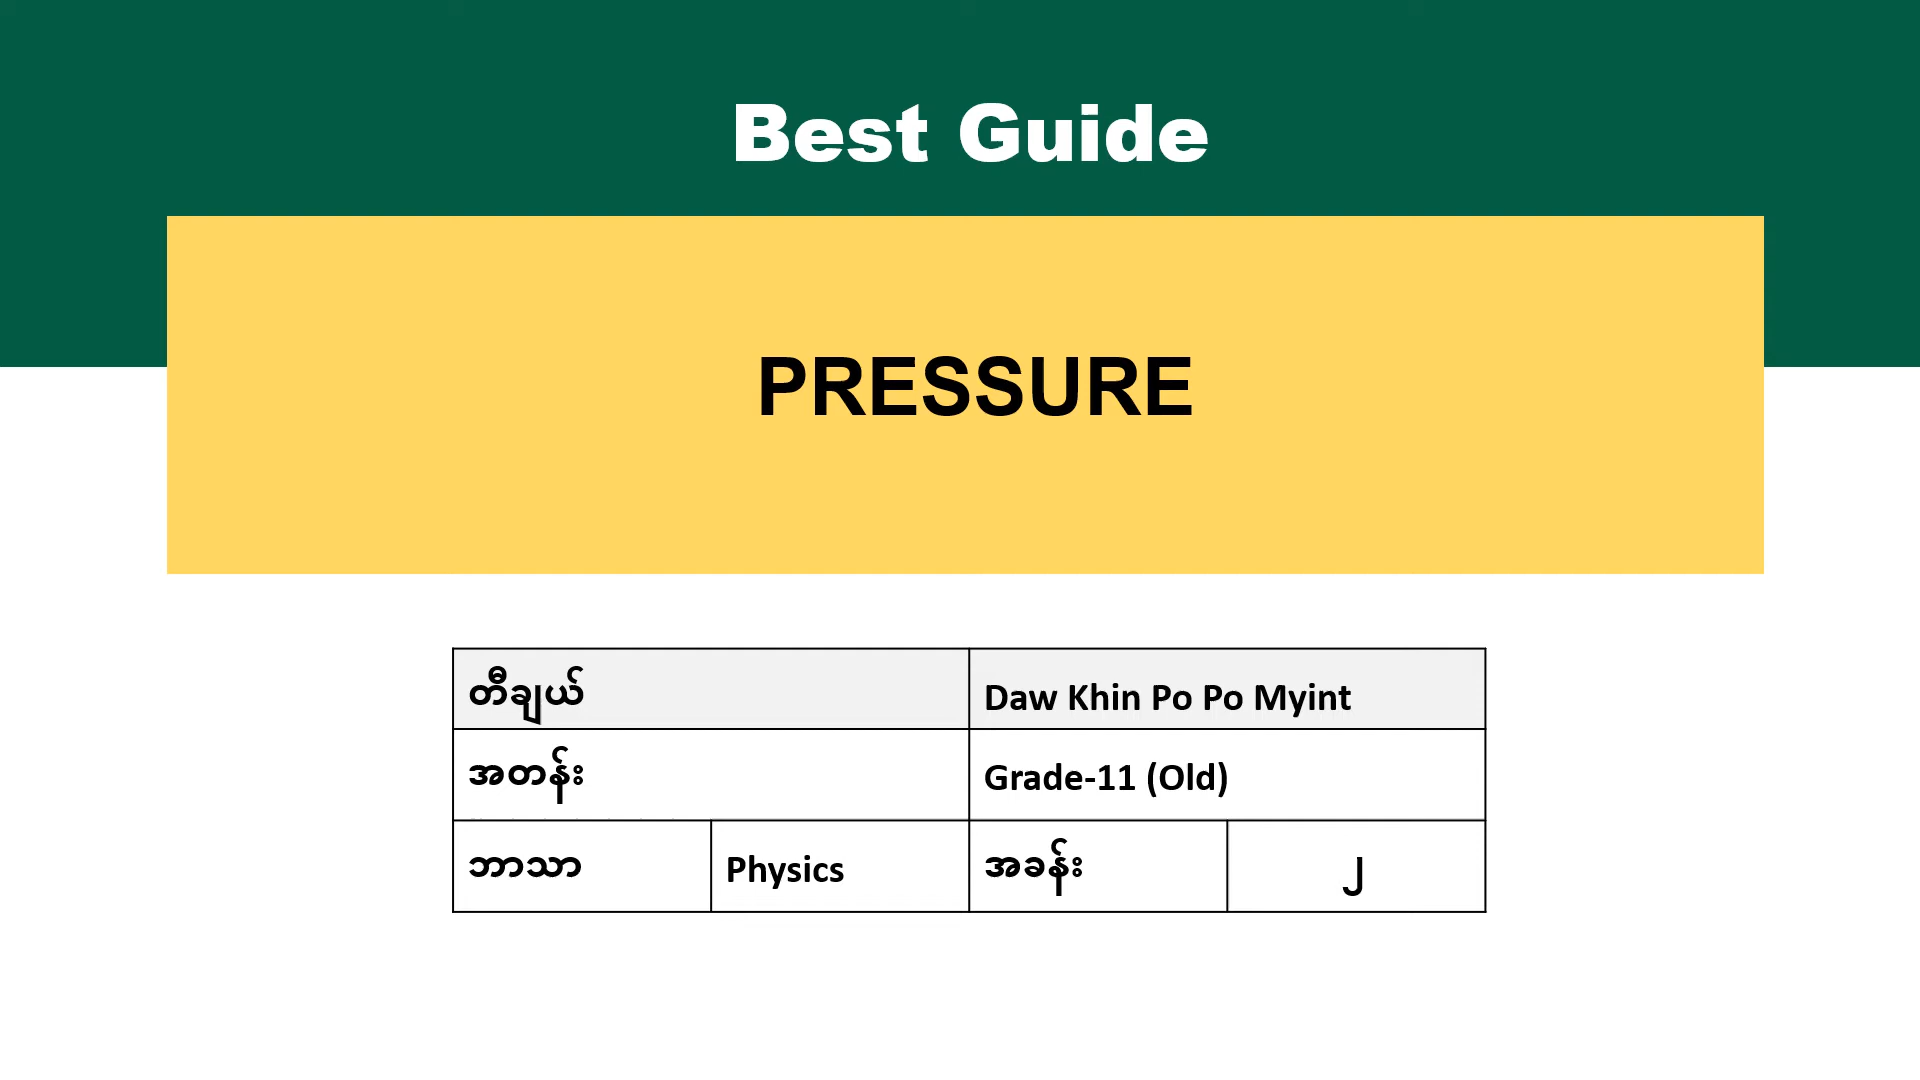 Best Guide
PRESSURE
တီချယ် Daw Khin Po Po Myint
အတန်း Grade-11 (Old)
ဘာသာ Physics အခန်း ၂